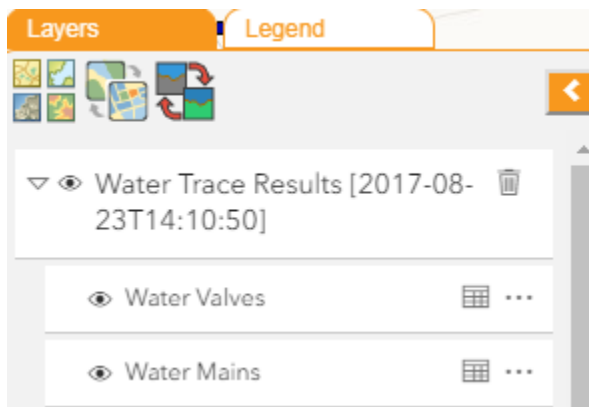 Layers
Legend
Water Trace Results [2017-08-
23T14:10:50]
Water Valves
Water Mains